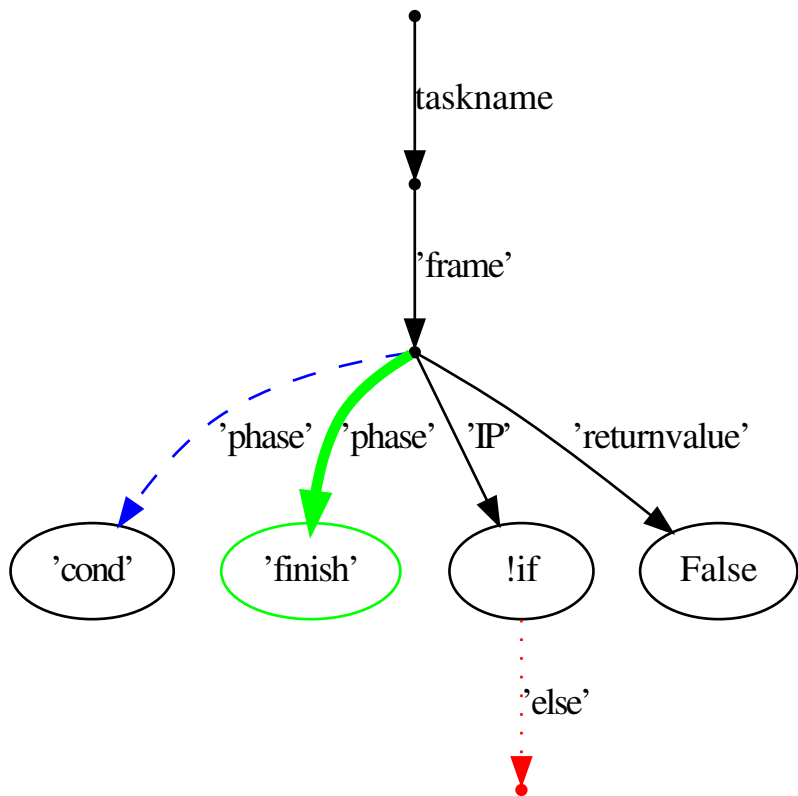 taskname
’frame’
’phase’ ’phase’ ’IP’ ’returnvalue’
’cond’ ’finish’ !if False
’else’